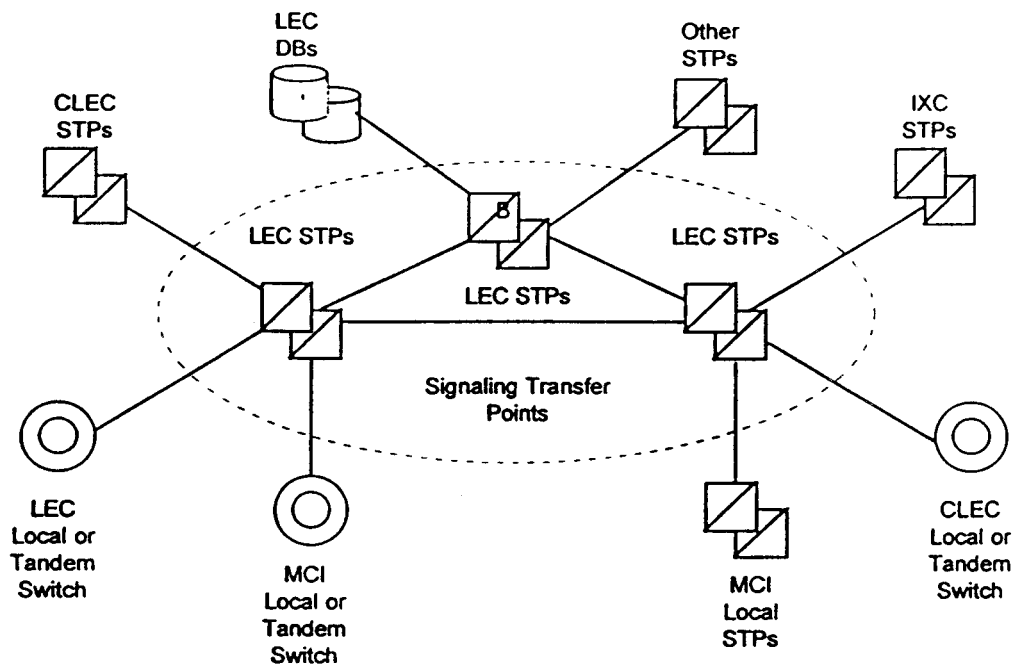 LEC
DBs
Other
STPs
CLEC
STPs
IXC
STPs
B
LEC STPs
LEC STPs
LEC STPs
Signaling Transfer
Points
LEC
Local or
Tandem
Switch
MCI
Local or
Tandem
Switch
MCI
Local
STPs
CLEC
Local or
Tandem
Switch